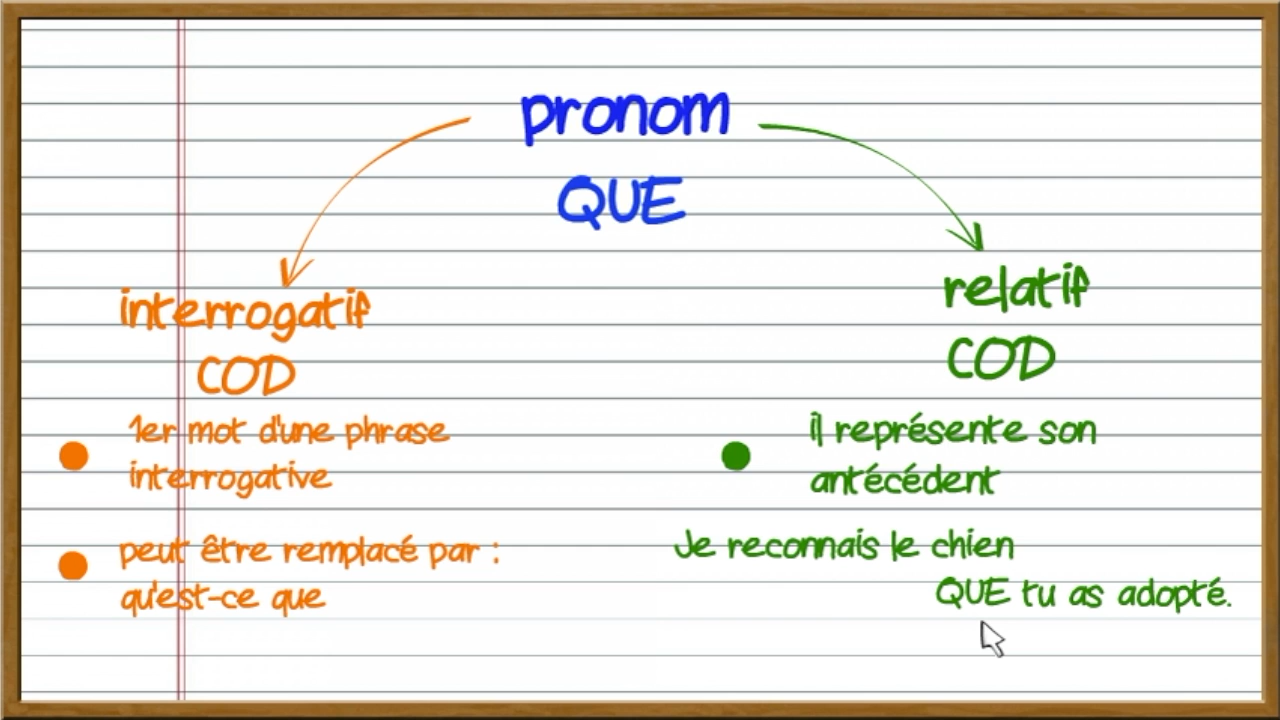 pronom
QUE
interrogatif
COD
1er mot d'une phrase
interrogative
peut être remplacé par :
qu'est-ce que
relatif
COD
il représente son
antécédent
Je reconnais le chien
QUE tu as adopté.